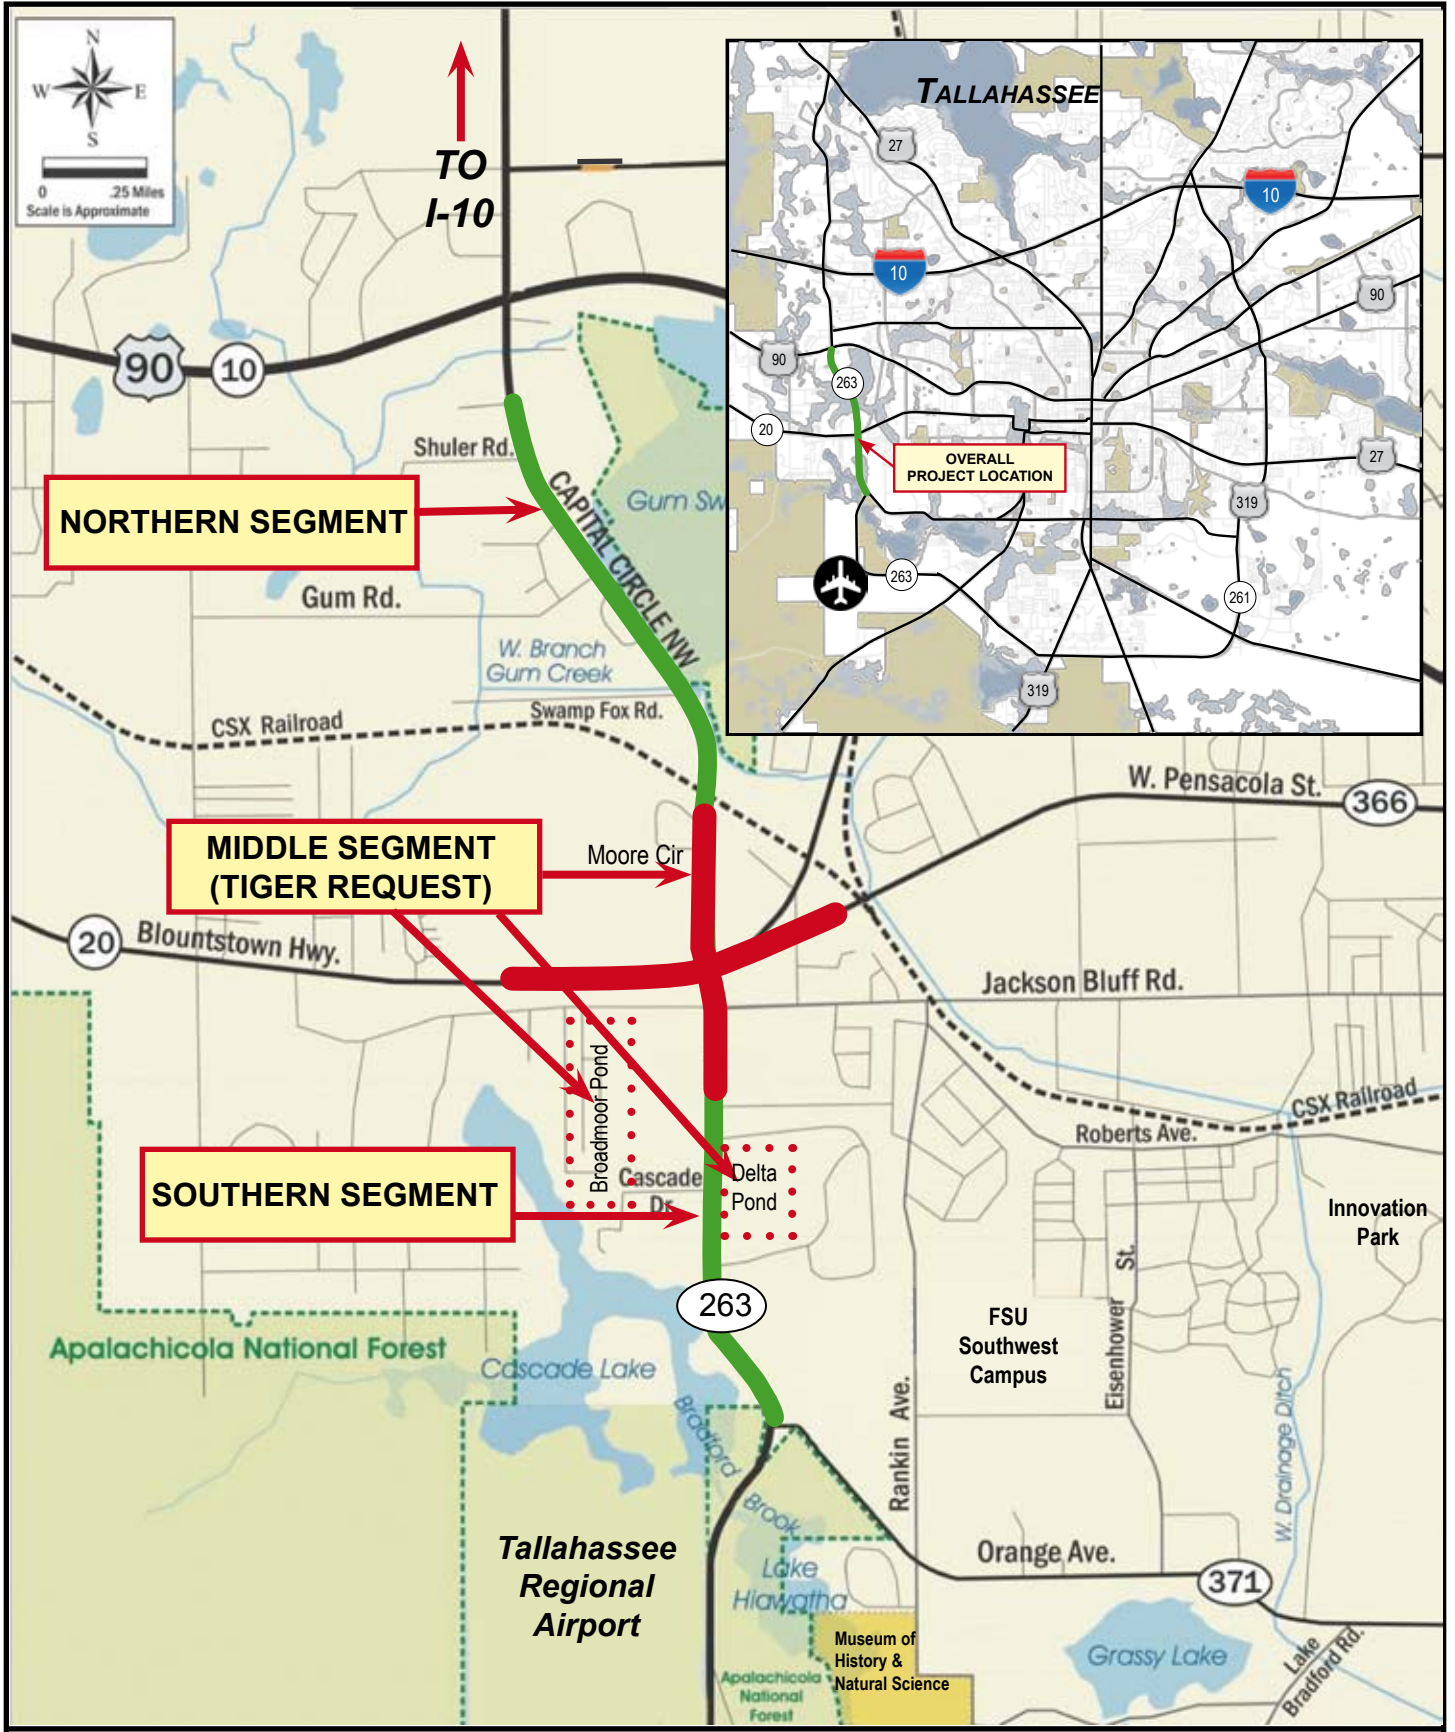 N
W
E
S
0
.25 Miles
Scale is Approximate
TO
I-10
TALLAHASSEE
27
10
10
90
90
263
20
OVERALL
PROJECT LOCATION
27
319
263
261
319
90
10
Shuler Rd.
NORTHERN SEGMENT
CAPITAL CIRCLE NW
Gum Sw
Gum Rd.
W. Branch
Gum Creek
Swamp Fox Rd.
CSX Railroad
W. Pensacola St.
366
MIDDLE SEGMENT
(TIGER REQUEST)
Moore Cir
20
Blountstown Hwy.
Jackson Bluff Rd.
Broadmoor Pond
CSX Railroad
Roberts Ave.
SOUTHERN SEGMENT
Cascade
Dr.
Delta
Pond
Innovation
Park
Eisenhower St.
263
FSU
Southwest
Campus
Apalachicola National Forest
Cascade Lake
Bradford
Brook
Rankin Ave.
W. Drainage Ditch
Tallahassee
Regional
Airport
Orange Ave.
371
Lake
Hiawatha
Museum of
History &
Natural Science
Grassy Lake
Lake
Bradford Rd.
Apalachicola
National
Forest